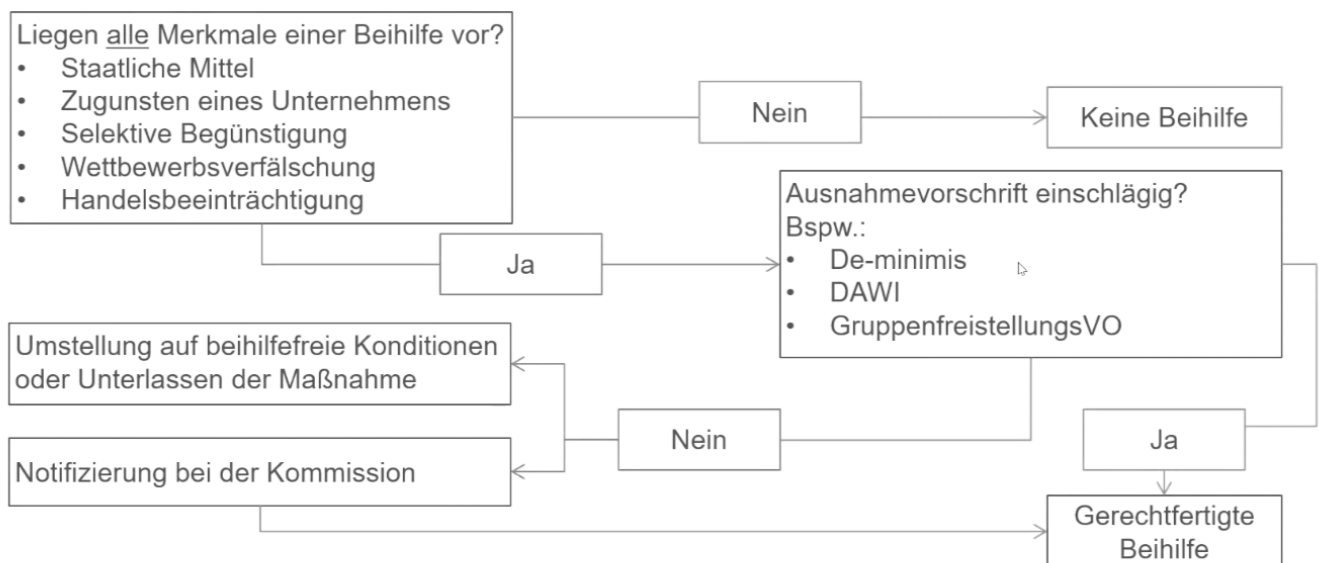 Liegen alle Merkmale einer Beihilfe vor?
• Staatliche Mittel
• Zugunsten eines Unternehmens
• Selektive Begünstigung
• Wettbewerbsverfälschung
• Handelsbeeinträchtigung
Nein
Keine Beihilfe
Ja
Ausnahmevorschrift einschlägig?
Bspw.:
• De-minimis
• DAWI
• GruppenfreistellungsVO
Umstellung auf beihilfefreie Konditionen
oder Unterlassen der Maßnahme
Nein
Ja
Notifizierung bei der Kommission
Gerechtfertigte
Beihilfe